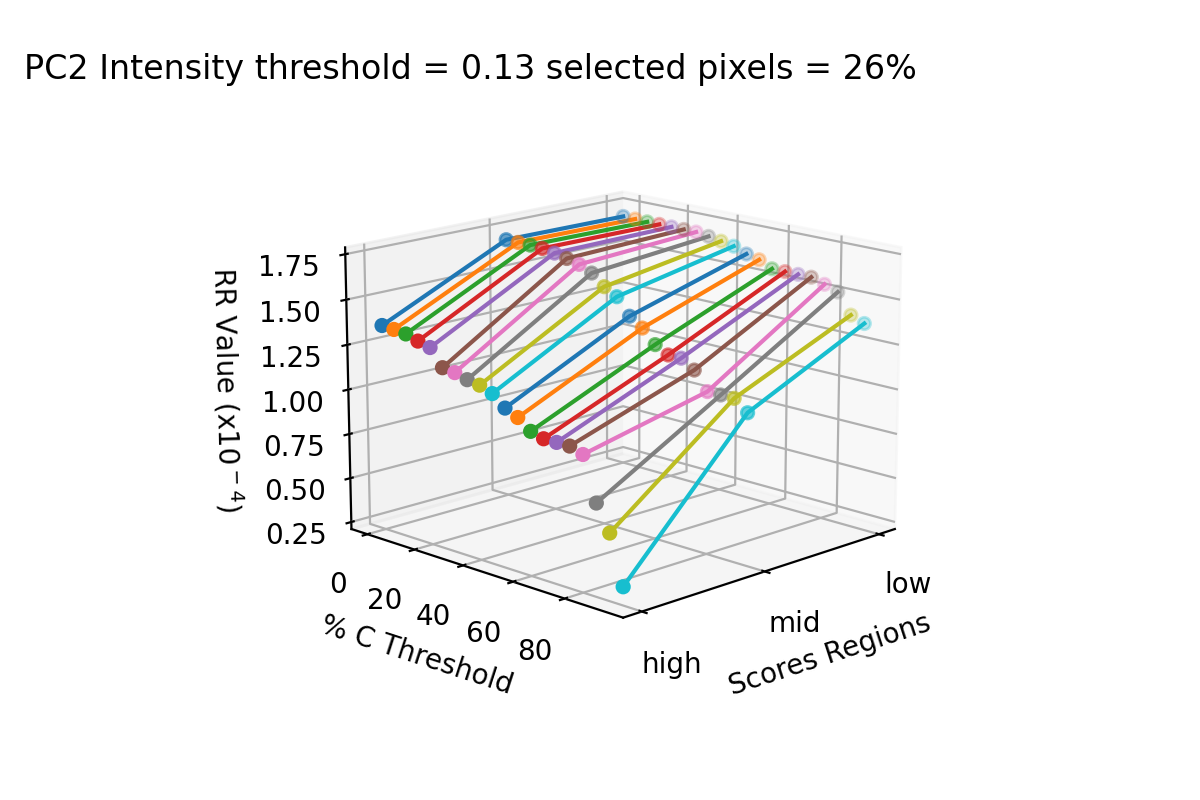 PC2 Intensity threshold = 0.13 selected pixels = 26%
RR Value (x10⁻⁴)
1.75
1.50
1.25
1.00
0.75
0.50
0.25
0
20
40
60
80
% C Threshold
high
mid
low
Scores Regions